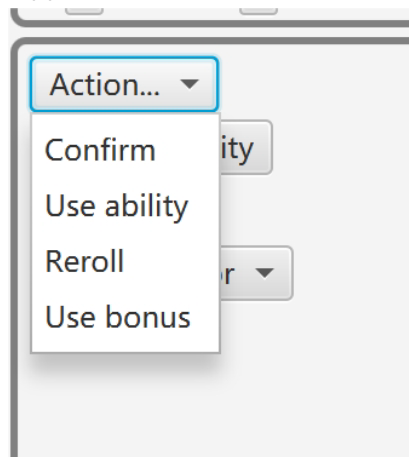 Action...
Confirm
ity
Use ability
Reroll
r
Use bonus